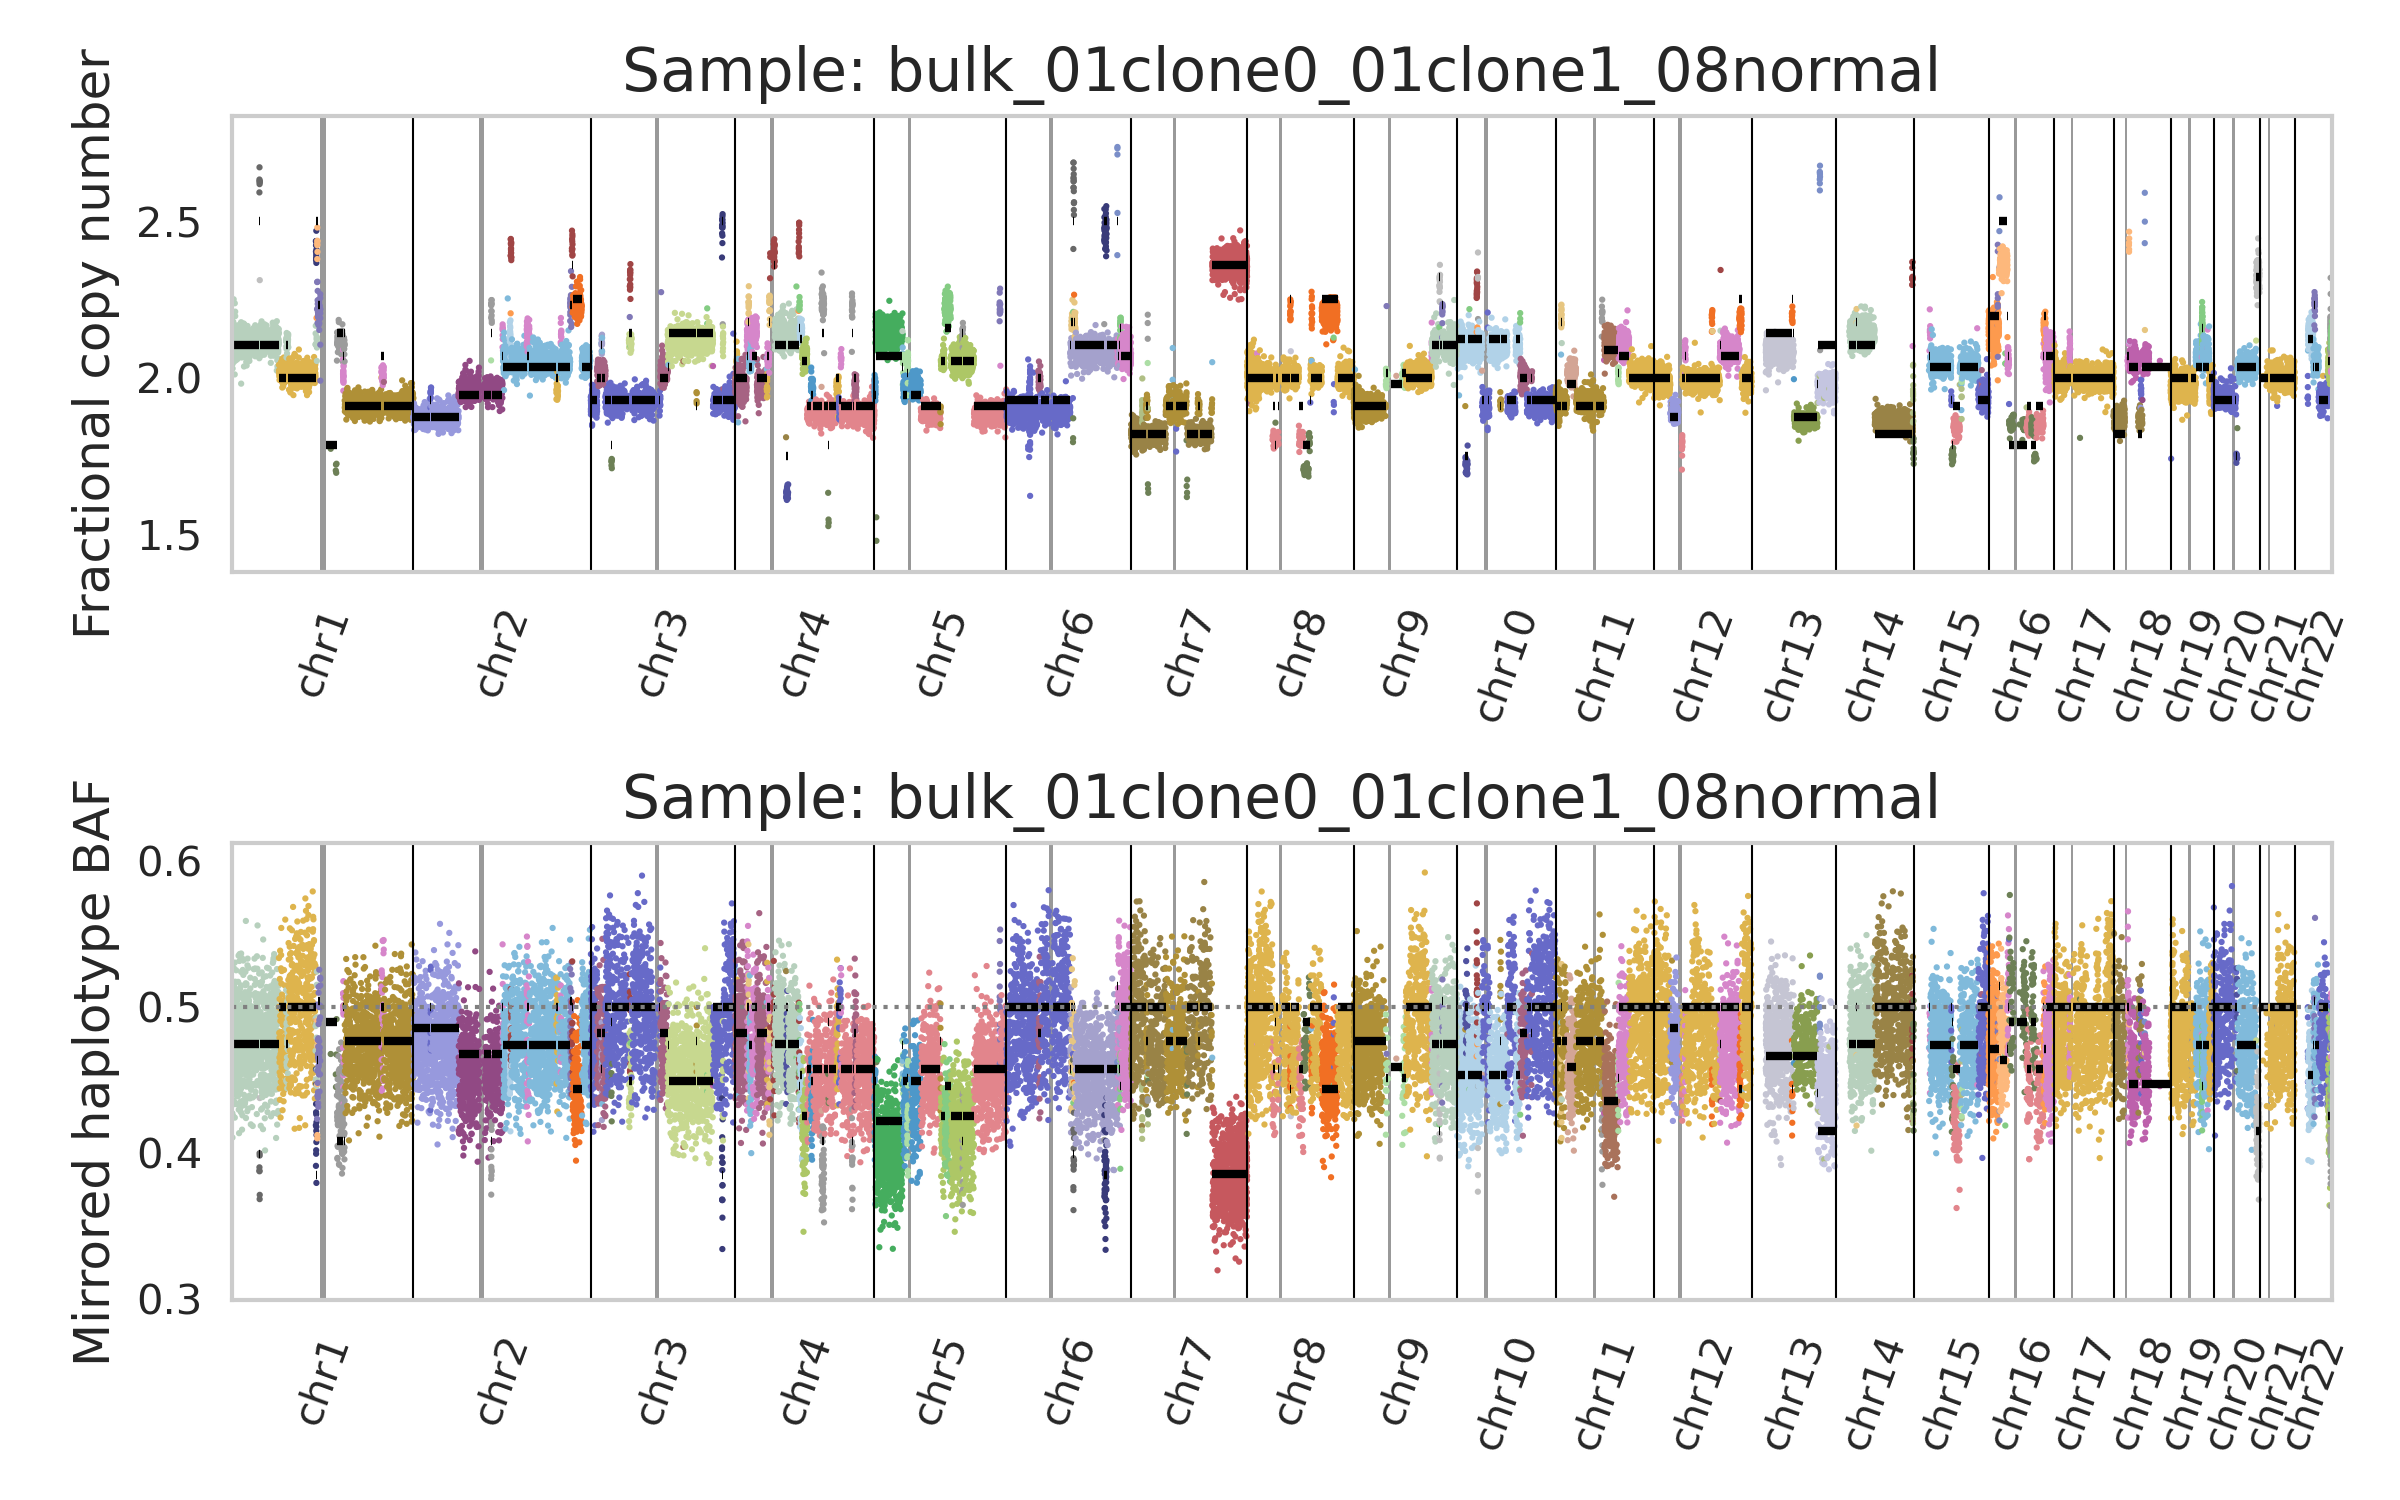 Sample: bulk_01clone0_01clone1_08normal
Fractional copy number
2.5
2.0
1.5
chr1 chr2 chr3 chr4 chr5 chr6 chr7 chr8 chr9 chr10 chr11 chr12 chr13 chr14 chr15 chr16 chr17 chr18 chr19 chr20 chr21 chr22
Sample: bulk_01clone0_01clone1_08normal
Mirrored haplotype BAF
0.6
0.5
0.4
0.3
chr1 chr2 chr3 chr4 chr5 chr6 chr7 chr8 chr9 chr10 chr11 chr12 chr13 chr14 chr15 chr16 chr17 chr18 chr19 chr20 chr21 chr22